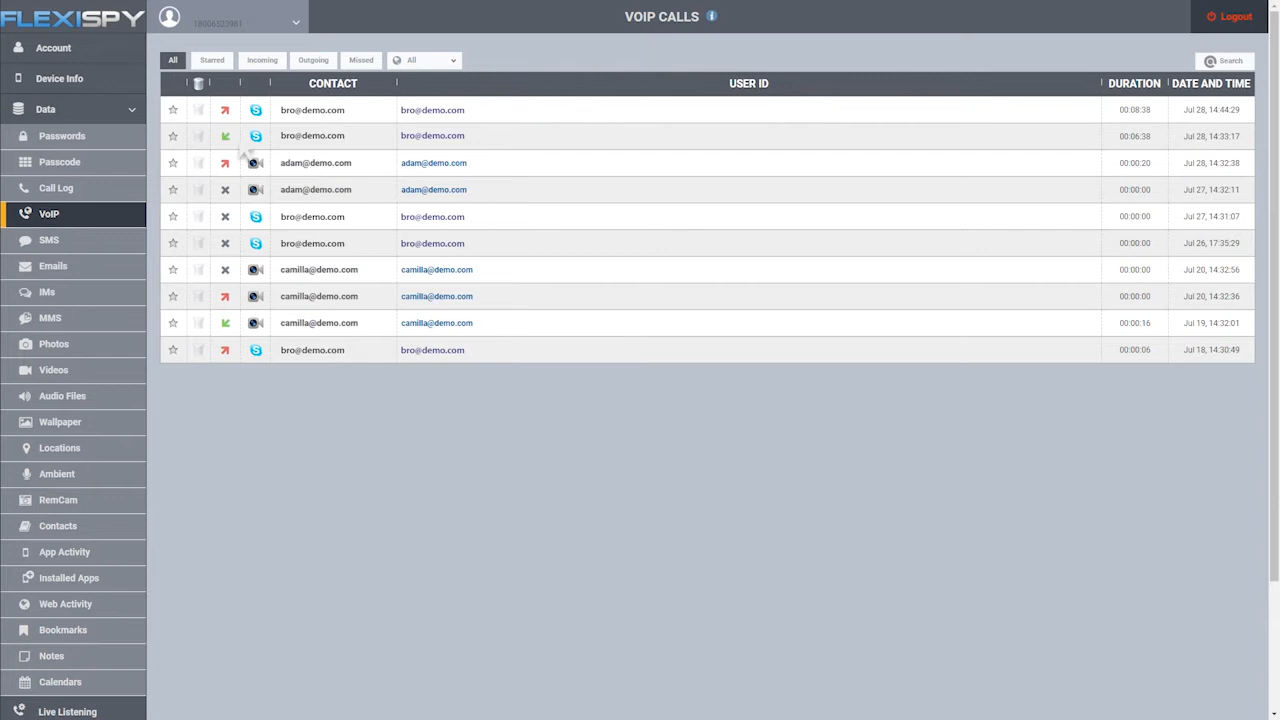 FLEXISPY
18006323981
VOIP CALLS
Logout
Account
Device Info
Data
Passwords
Passcode
Call Log
VoIP
SMS
Emails
IMs
MMS
Photos
Videos
Audio Files
Wallpaper
Locations
Ambient
RemCam
Contacts
App Activity
Installed Apps
Web Activity
Bookmarks
Notes
Calendars
Live Listening
All Starred Incoming Outgoing Missed All Search
CONTACT USER ID DURATION DATE AND TIME
bro@demo.com bro@demo.com 00:08:38 Jul 28, 14:44:29
bro@demo.com bro@demo.com 00:06:38 Jul 28, 14:33:17
adam@demo.com adam@demo.com 00:00:20 Jul 28, 14:32:38
adam@demo.com adam@demo.com 00:00:00 Jul 27, 14:32:11
bro@demo.com bro@demo.com 00:00:00 Jul 27, 14:31:07
bro@demo.com bro@demo.com 00:00:00 Jul 26, 17:35:29
camilla@demo.com camilla@demo.com 00:00:00 Jul 20, 14:32:56
camilla@demo.com camilla@demo.com 00:00:00 Jul 20, 14:32:36
camilla@demo.com camilla@demo.com 00:00:16 Jul 19, 14:32:01
bro@demo.com bro@demo.com 00:00:06 Jul 18, 14:30:49